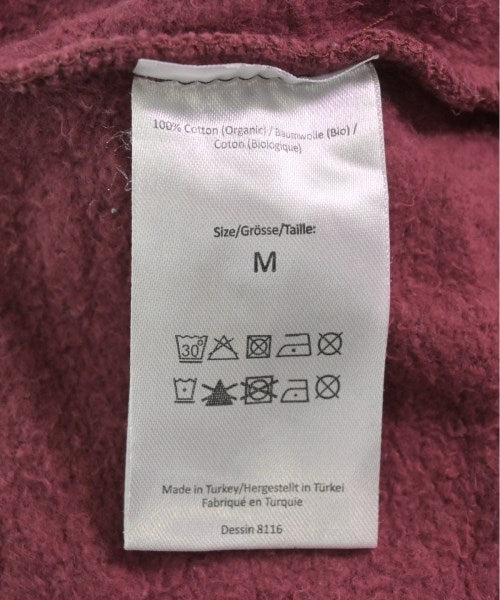 100% Cotton (Organic) / Baumwolle (Bio) /
Coton (Biologique)
Size/Grösse/Taille:
M
30°
Made in Turkey/Hergestellt in Türkei
Fabriqué en Turquie
Dessin 8116